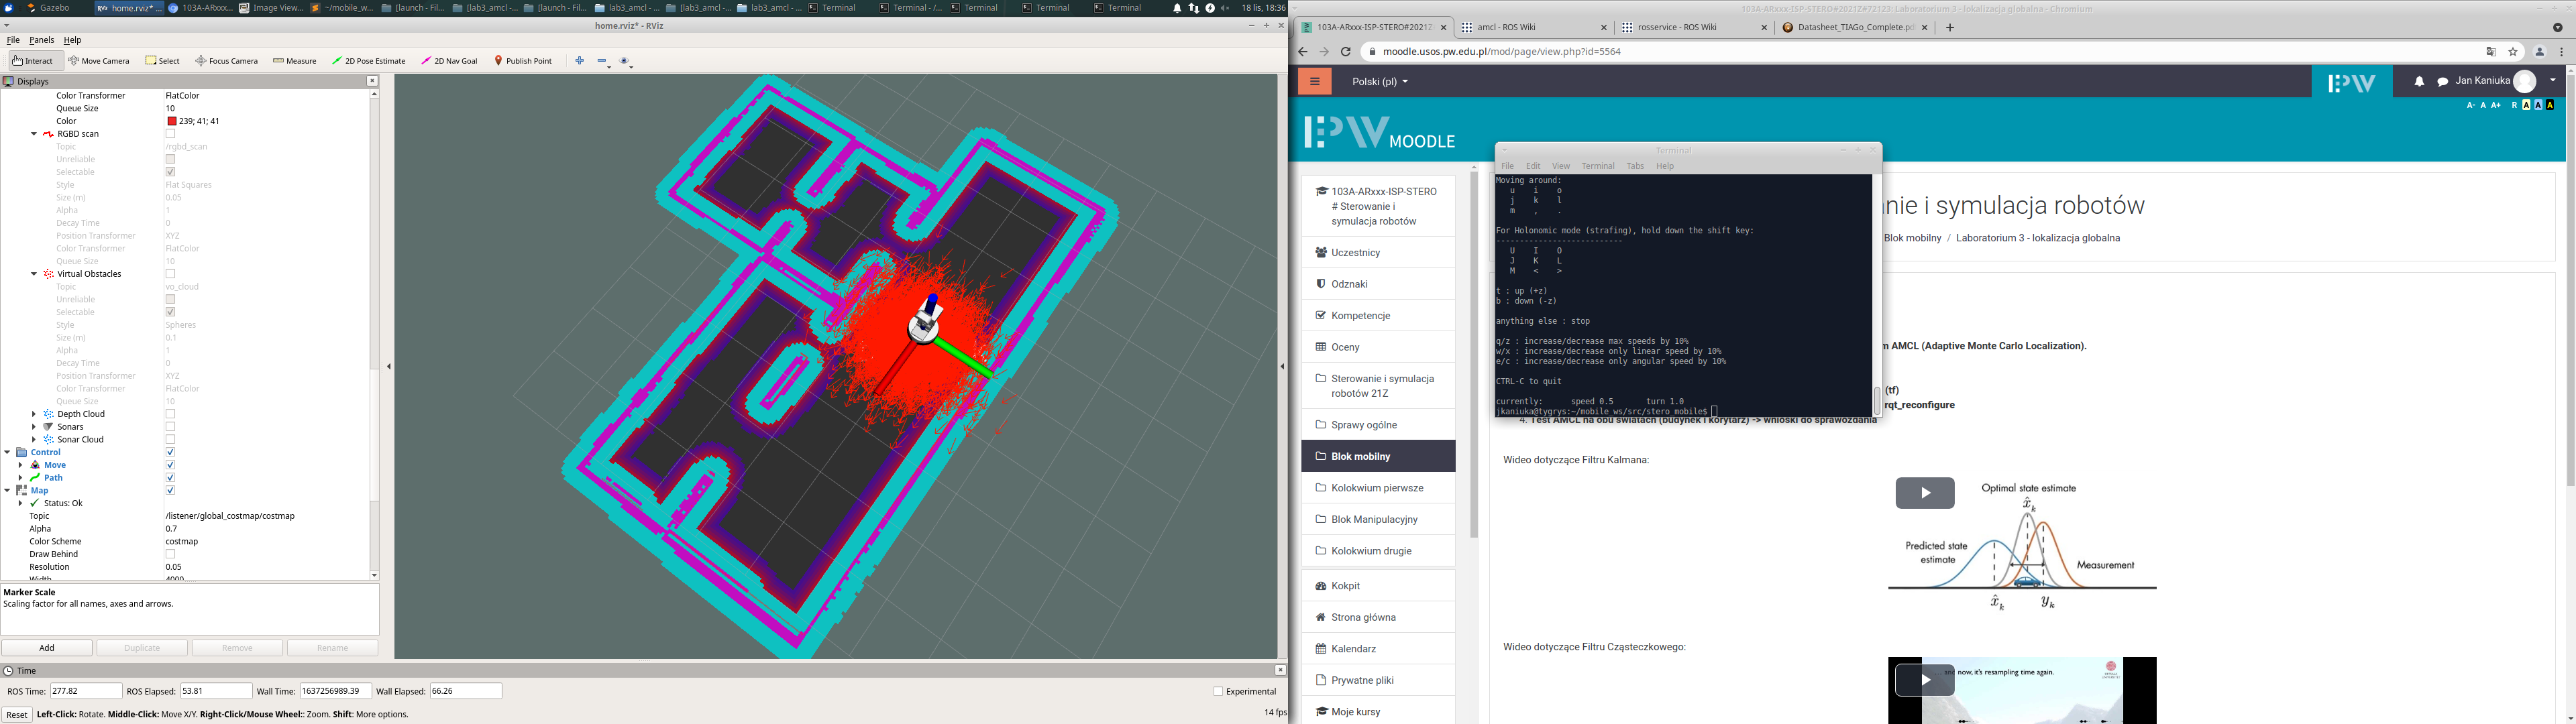 Gazebo
home.rviz*
103A-ARxxx...
Image View...
~/mobile_w...
[launch - Fil...
[lab3_amcl -...
[launch - Fil...
lab3_amcl - ...
[lab3_amcl -...
lab3_amcl - ...
Terminal
Terminal - /...
Terminal
Terminal
Terminal
Terminal
18 lis, 18:36
home.rviz* - RViz
File Panels Help
Interact Move Camera Select Focus Camera Measure 2D Pose Estimate 2D Nav Goal Publish Point
Displays
Color Transformer FlatColor
Queue Size 10
Color 239; 41; 41
RGBD scan
Topic /rgbd_scan
Unreliable
Selectable
Style Flat Squares
Size (m) 0.05
Alpha 1
Decay Time 0
Position Transformer XYZ
Color Transformer FlatColor
Queue Size 10
Virtual Obstacles
Topic vo_cloud
Unreliable
Selectable
Style Spheres
Size (m) 0.1
Alpha 1
Decay Time 0
Position Transformer XYZ
Color Transformer FlatColor
Queue Size 10
Depth Cloud
Sonars
Sonar Cloud
Control
Move
Path
Map
Status: Ok
Topic /listener/global_costmap/costmap
Alpha 0.7
Color Scheme costmap
Draw Behind
Resolution 0.05
Width 4000
Marker Scale
Scaling factor for all names, axes and arrows.
Add Duplicate Remove Rename
Time
ROS Time: 277.82 ROS Elapsed: 53.81 Wall Time: 1637256989.39 Wall Elapsed: 66.26 Experimental
Reset Left-Click: Rotate. Middle-Click: Move X/Y. Right-Click/Mouse Wheel:: Zoom. Shift: More options. 14 fps
103A-ARxxx-ISP-STERO#2021Z#72123: Laboratorium 3 - lokalizacja globalna - Chromium
103A-ARxxx-ISP-STERO#2021Z
amcl - ROS Wiki
rosservice - ROS Wiki
Datasheet_TIAGo_Complete.pd
moodle.usos.pw.edu.pl/mod/page/view.php?id=5564
Polski (pl)
Jan Kaniuka
A- A A+ R A A A
MOODLE
103A-ARxxx-ISP-STERO
# Sterowanie i
symulacja robotów
Uczestnicy
Odznaki
Kompetencje
Oceny
Sterowanie i symulacja
robotów 21Z
Sprawy ogólne
Blok mobilny
Kolokwium pierwsze
Blok Manipulacyjny
Kolokwium drugie
Kokpit
Strona główna
Kalendarz
Prywatne pliki
Moje kursy
Terminal
File Edit View Terminal Tabs Help
Moving around:
u i o
j k l
m , .
For Holonomic mode (strafing), hold down the shift key:
---------------------------
U I O
J K L
M < >
t : up (+z)
b : down (-z)
anything else : stop
q/z : increase/decrease max speeds by 10%
w/x : increase/decrease only linear speed by 10%
e/c : increase/decrease only angular speed by 10%
CTRL-C to quit
currently: speed 0.5 turn 1.0
jkaniuka@tygrys:~/mobile_ws/src/stero_mobile$
nie i symulacja robotów
Blok mobilny / Laboratorium 3 - lokalizacja globalna
m AMCL (Adaptive Monte Carlo Localization).
(tf)
rqt_reconfigure
4. Test AMCL na obu światach (budynek i korytarz) -> wnioski do sprawozdania
Wideo dotyczące Filtru Kalmana:
Optimal state estimate
x̂k
Predicted state
estimate
Measurement
x̂k yk
Wideo dotyczące Filtru Cząsteczkowego:
now, it's resampling time again.